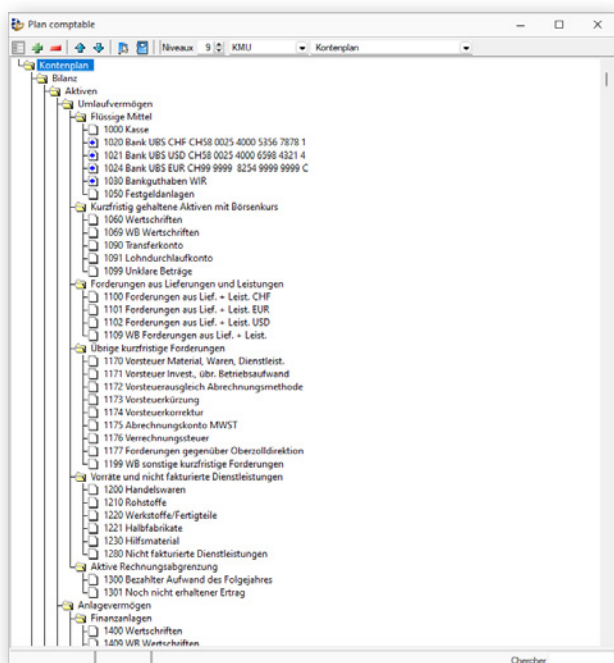 Plan comptable
Niveaux 9 KMU Kontenplan
Kontenplan
Bilanz
Aktiven
Umlaufvermögen
Flüssige Mittel
1000 Kasse
1020 Bank UBS CHF CH58 0025 4000 5356 7878 1
1021 Bank UBS USD CH58 0025 4000 6598 4321 4
1024 Bank UBS EUR CH99 9999 8254 9999 9999 C
1030 Bankguthaben WIR
1050 Festgeldanlagen
Kurzfristig gehaltene Aktiven mit Börsenkurs
1060 Wertschriften
1069 WB Wertschriften
1090 Transferkonto
1091 Lohndurchlaufkonto
1099 Unklare Beträge
Forderungen aus Lieferungen und Leistungen
1100 Forderungen aus Lief. + Leist. CHF
1101 Forderungen aus Lief. + Leist. EUR
1102 Forderungen aus Lief. + Leist. USD
1109 WB Forderungen aus Lief. + Leist.
Übrige kurzfristige Forderungen
1170 Vorsteuer Material, Waren, Dienstleist.
1171 Vorsteuer Invest., übr. Betriebsaufwand
1172 Vorsteuerausgleich Abrechnungsmethode
1173 Vorsteuerkürzung
1174 Vorsteuerkorrektur
1175 Abrechnungskonto MWST
1176 Verrechnungssteuer
1177 Forderungen gegenüber Oberzolldirektion
1199 WB sonstige kurzfristige Forderungen
Vorräte und nicht fakturierte Dienstleistungen
1200 Handelswaren
1210 Rohstoffe
1220 Werkstoffe/Fertigteile
1221 Halbfabrikate
1230 Hilfsmaterial
1280 Nicht fakturierte Dienstleistungen
Aktive Rechnungsabgrenzung
1300 Bezahlter Aufwand des Folgejahres
1301 Noch nicht erhaltener Ertrag
Anlagevermögen
Finanzanlagen
1400 Wertschriften
1409 WB Wertschriften
Chercher